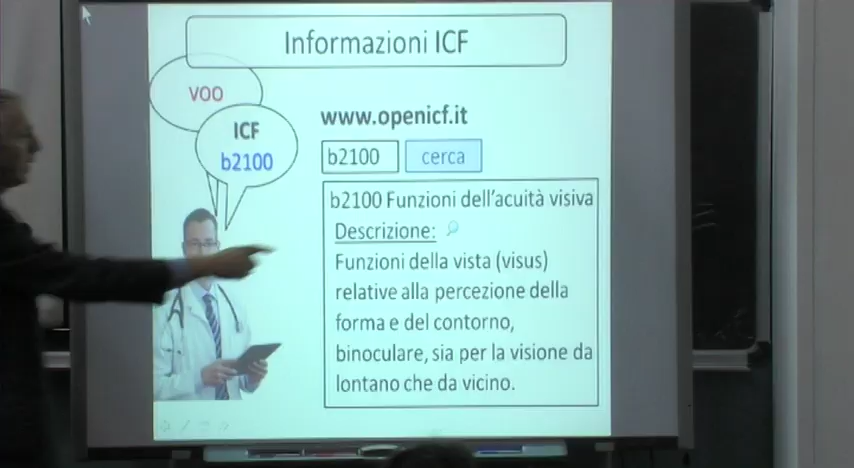 Informazioni ICF
VOO
ICF
b2100
www.openicf.it
b2100 cerca
b2100 Funzioni dell'acuità visiva
Descrizione:
Funzioni della vista (visus)
relative alla percezione della
forma e del contorno,
binoculare, sia per la visione da
lontano che da vicino.